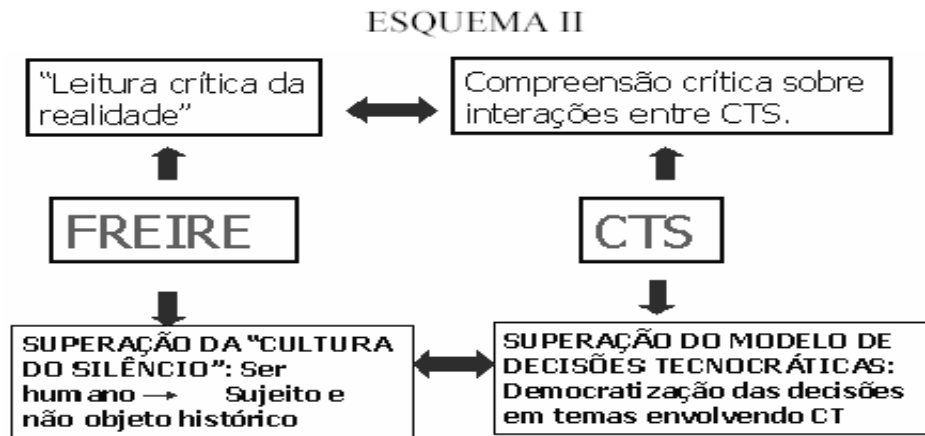 ESQUEMA II
“Leitura crítica da
realidade”
Compreensão crítica sobre
interações entre CTS.
FREIRE
CTS
SUPERAÇÃO DA “CULTURA
DO SILÊNCIO”: Ser
humano → Sujeito e
não objeto histórico
SUPERAÇÃO DO MODELO DE
DECISÕES TECNOCRÁTICAS:
Democratização das decisões
em temas envolvendo CT